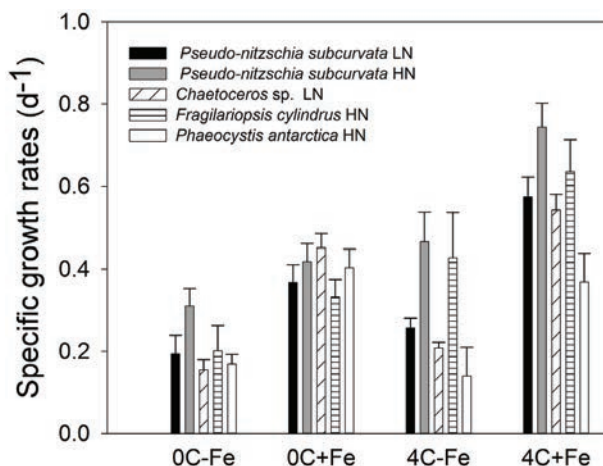 1.0
0.8
0.6
0.4
0.2
0.0
Specific growth rates (d-1)
Pseudo-nitzschia subcurvata LN
Pseudo-nitzschia subcurvata HN
Chaetoceros sp. LN
Fragilariopsis cylindrus HN
Phaeocystis antarctica HN
0C-Fe 0C+Fe 4C-Fe 4C+Fe